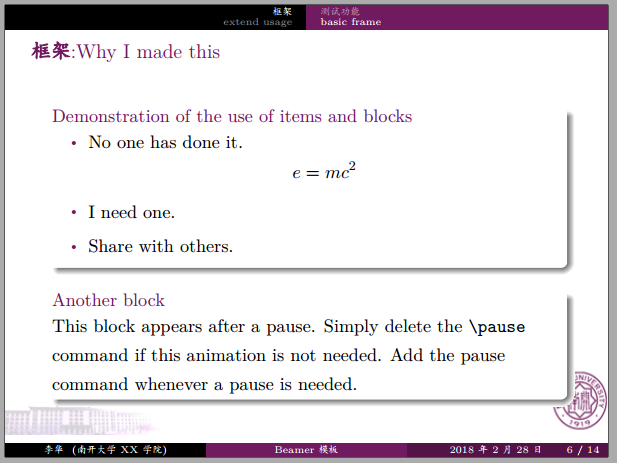 框架
extend usage
测试功能
basic frame
框架:Why I made this
Demonstration of the use of items and blocks
• No one has done it.
e = mc²
• I need one.
• Share with others.
Another block
This block appears after a pause. Simply delete the \pause
command if this animation is not needed. Add the pause
command whenever a pause is needed.
UNIVERSITY
1919
李华 (南开大学 XX 学院)
Beamer 模板
2018 年 2 月 28 日
6 / 14